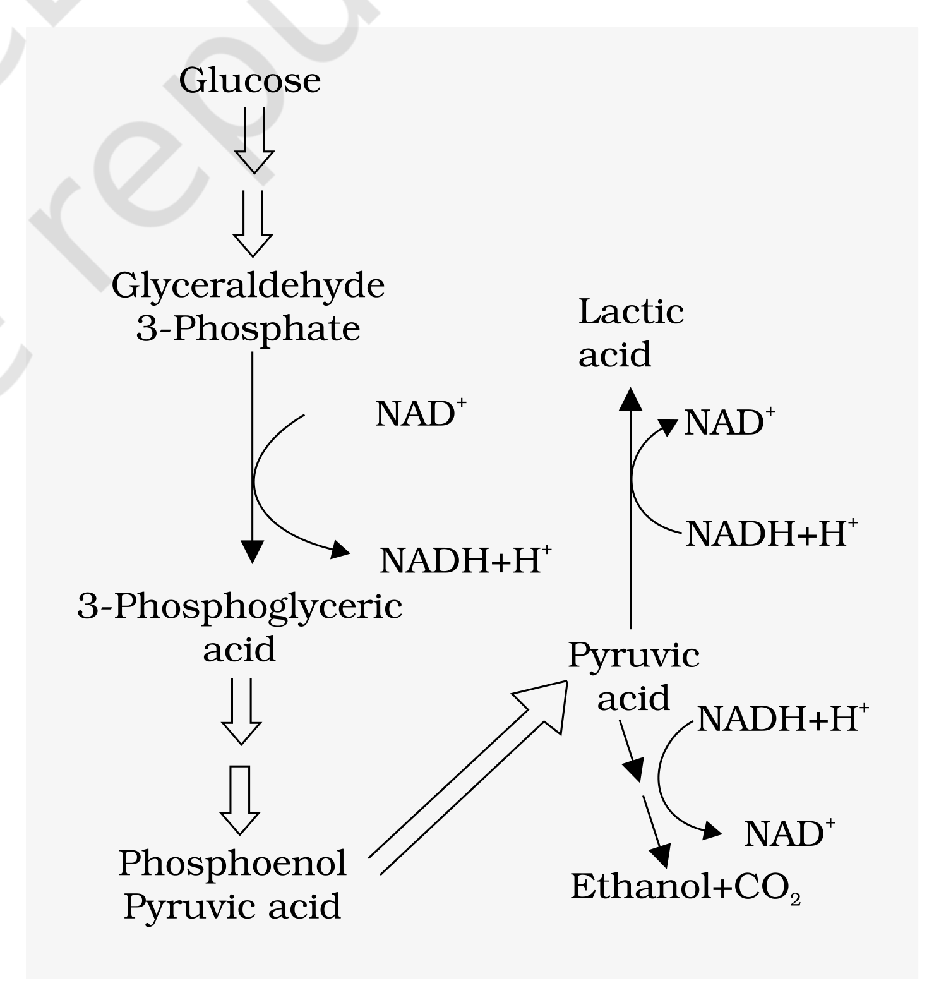 Glucose
Glyceraldehyde
3-Phosphate
NAD⁺
NADH+H⁺
3-Phosphoglyceric
acid
Phosphoenol
Pyruvic acid
Lactic
acid
NAD⁺
NADH+H⁺
Pyruvic
acid
NADH+H⁺
NAD⁺
Ethanol+CO₂